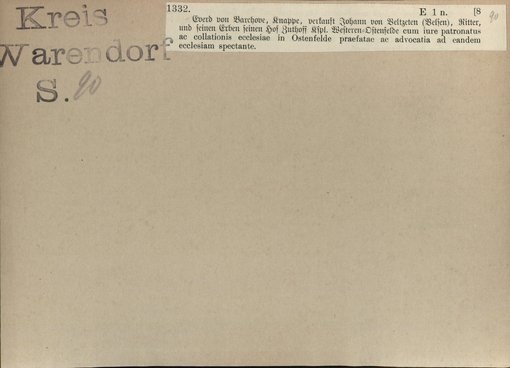 Kreis
Warendorf
S. 90
1332. E 1 n. [8 90
Everd von Barchove, Knappe, verkauft Johann von Beltzeten (Velsen), Ritter,
und seinen Erben seinen Hof Suthoff Kspl. Westeren-Ostenfelde cum iure patronatus
ac collationis ecclesiae in Ostenfelde praefatae ac advocatia ad eandem
ecclesiam spectante.